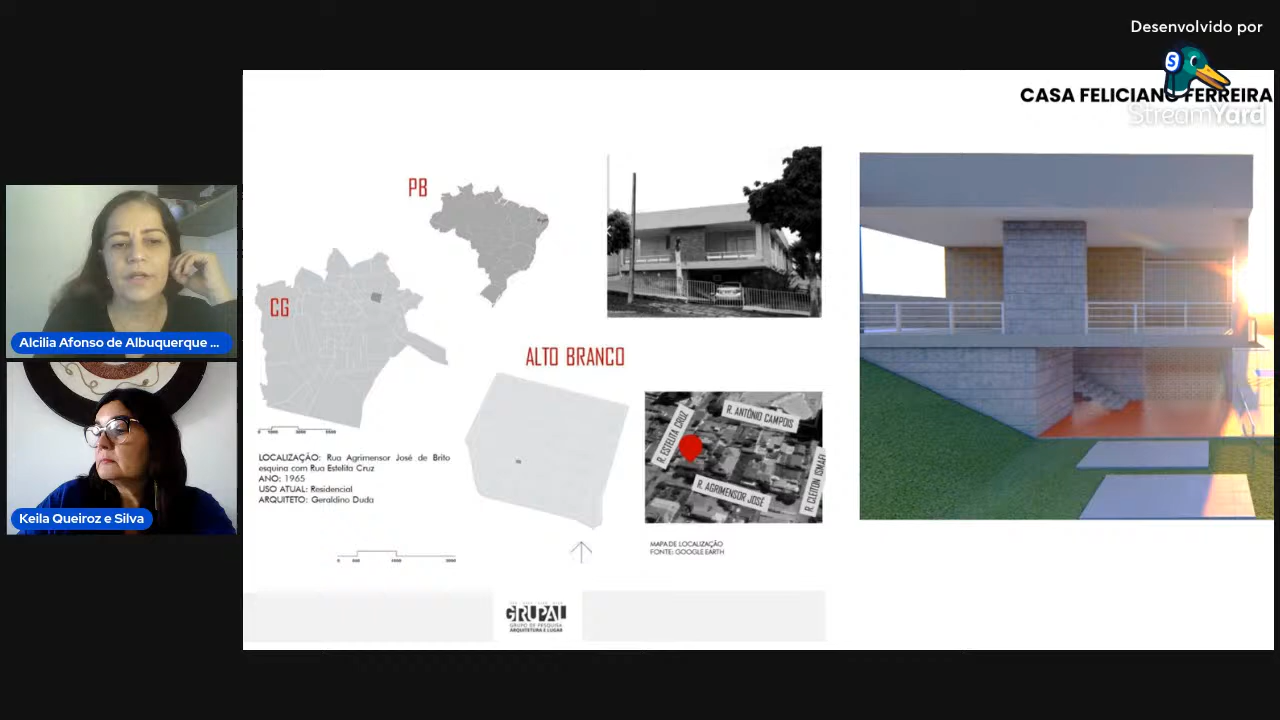 Desenvolvido por
StreamYard
CASA FELICIANO FERREIRA
PB
CG
ALTO BRANCO
R. ESTELITA CRUZ
R. ANTÔNIO CAMPOS
R. AGRIMENSOR JOSÉ
R. CLEITON ISMAEL
LOCALIZAÇÃO: Rua Agrimensor José de Brito
esquina com Rua Estelita Cruz
ANO: 1965
USO ATUAL: Residencial
ARQUITETO: Geraldino Duda
MAPA DE LOCALIZAÇÃO
FONTE: GOOGLE EARTH
GRUPAL
GRUPO DE PESQUISA
ARQUITETURA E LUGAR
Alcilia Afonso de Albuquerque ...
Keila Queiroz e Silva